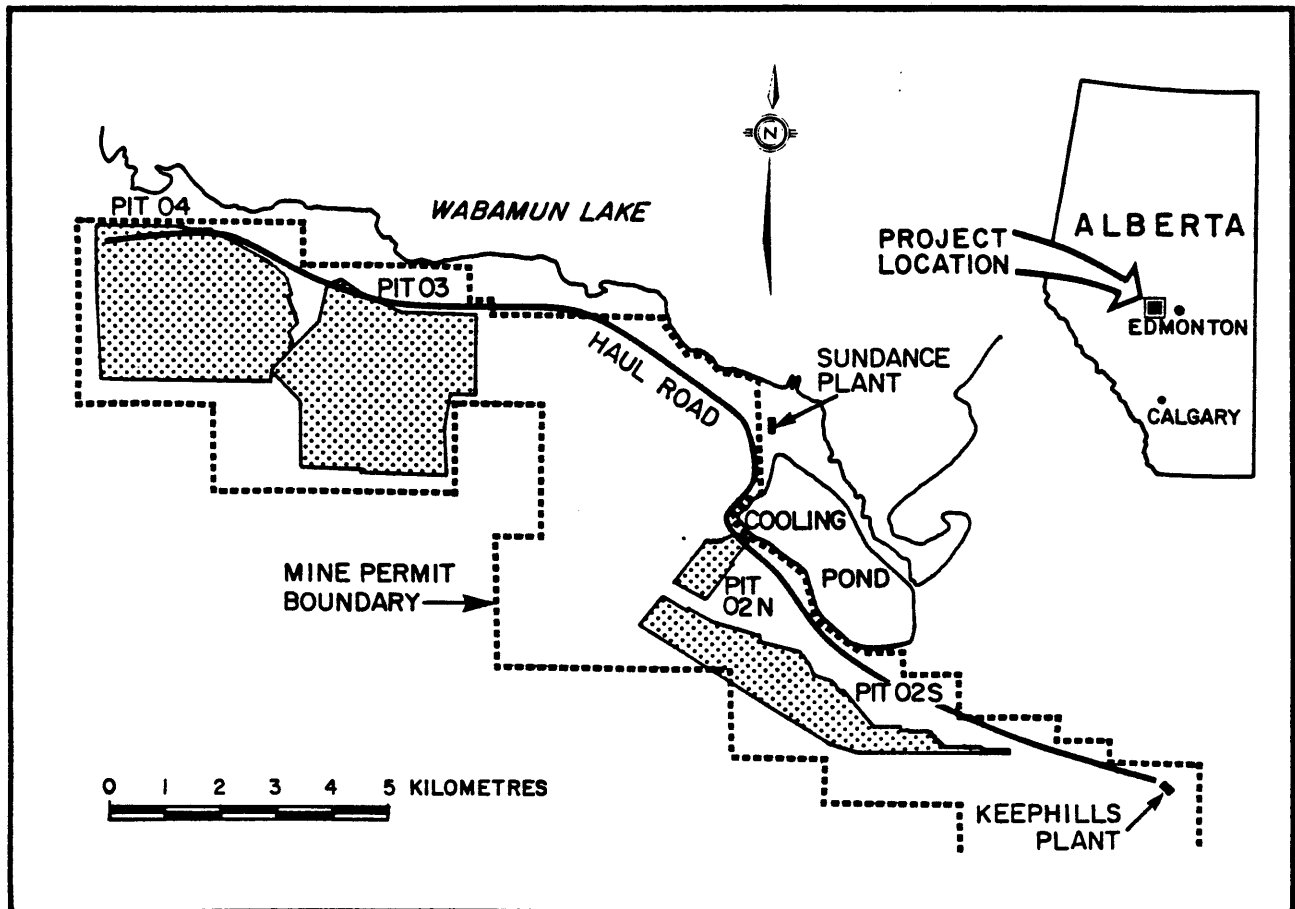 N
PIT 04
WABAMUN LAKE
ALBERTA
PROJECT
LOCATION
EDMONTON
CALGARY
PIT 03
HAUL ROAD
SUNDANCE
PLANT
COOLING
POND
MINE PERMIT
BOUNDARY
PIT
02N
PIT 02S
0 1 2 3 4 5 KILOMETRES
KEEPHILLS
PLANT